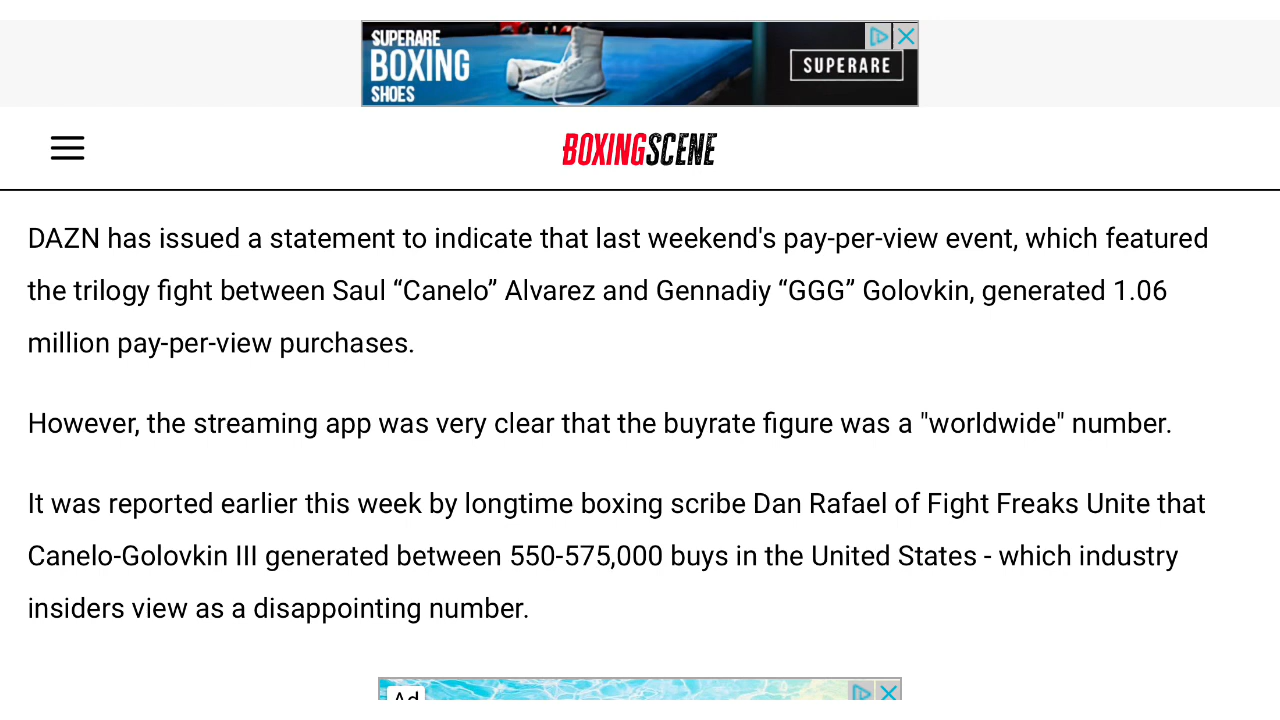 SUPERARE
BOXING
SHOES
SUPERARE
BOXINGSCENE
DAZN has issued a statement to indicate that last weekend's pay-per-view event, which featured
the trilogy fight between Saul “Canelo” Alvarez and Gennadiy “GGG” Golovkin, generated 1.06
million pay-per-view purchases.
However, the streaming app was very clear that the buyrate figure was a "worldwide" number.
It was reported earlier this week by longtime boxing scribe Dan Rafael of Fight Freaks Unite that
Canelo-Golovkin III generated between 550-575,000 buys in the United States - which industry
insiders view as a disappointing number.
Ad